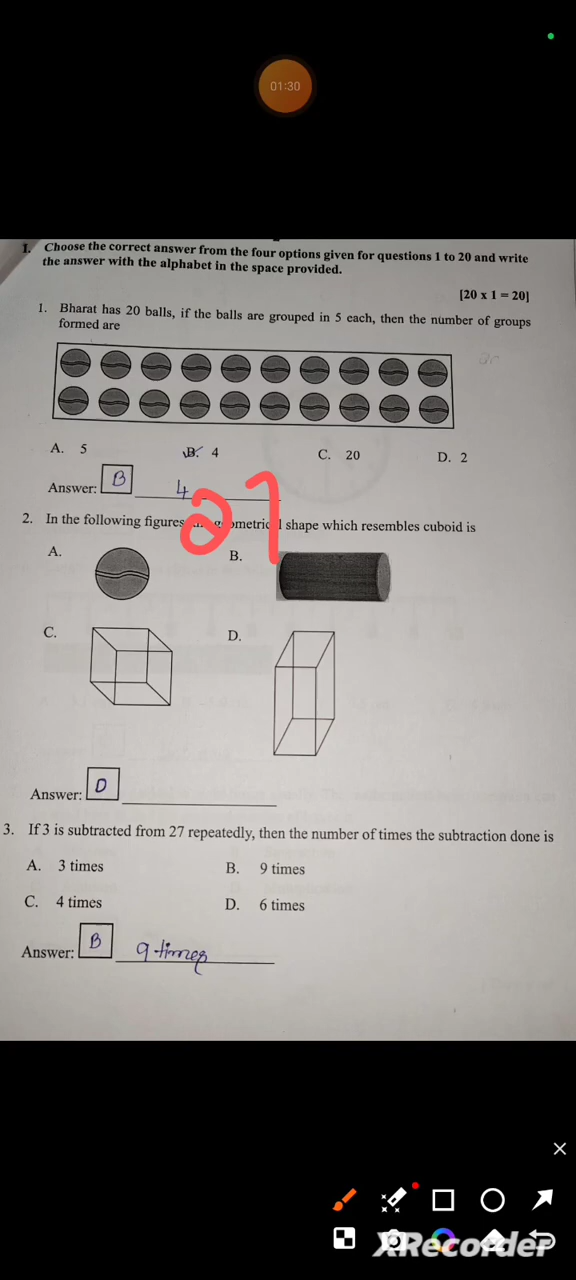 01:30
I. Choose the correct answer from the four options given for questions 1 to 20 and write
the answer with the alphabet in the space provided.
[20 x 1 = 20]
1. Bharat has 20 balls, if the balls are grouped in 5 each, then the number of groups
formed are
A. 5 B. 4 C. 20 D. 2
Answer: B 4
27
2. In the following figures geometrical shape which resembles cuboid is
A. B.
C. D.
Answer: D
3. If 3 is subtracted from 27 repeatedly, then the number of times the subtraction done is
A. 3 times B. 9 times
C. 4 times D. 6 times
Answer: B 9 times
XRecorder